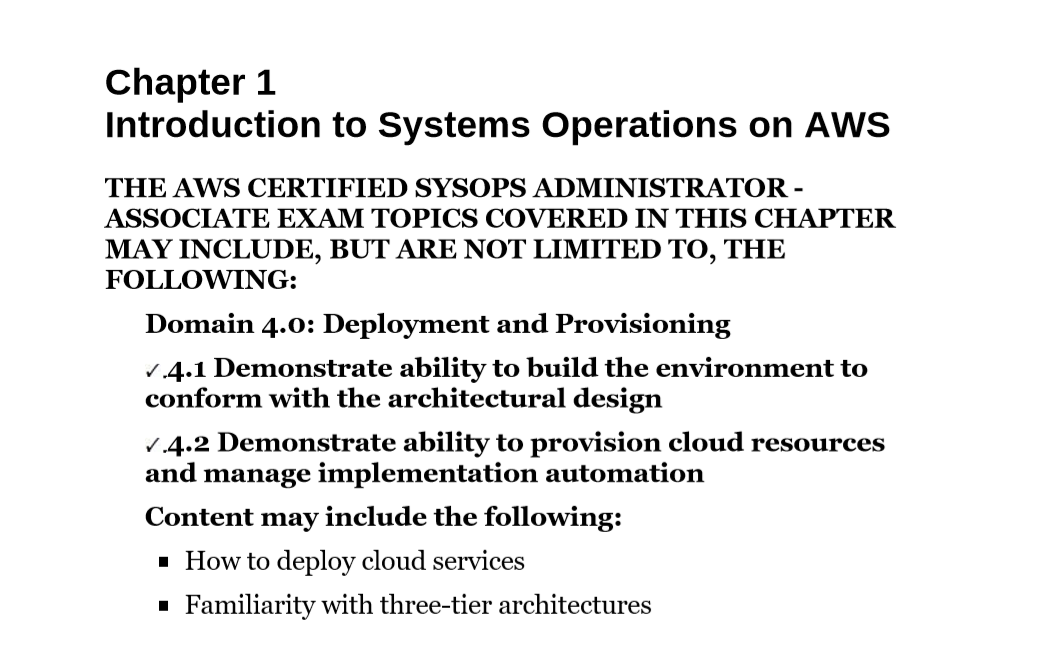 Chapter 1
Introduction to Systems Operations on AWS
THE AWS CERTIFIED SYSOPS ADMINISTRATOR -
ASSOCIATE EXAM TOPICS COVERED IN THIS CHAPTER
MAY INCLUDE, BUT ARE NOT LIMITED TO, THE
FOLLOWING:
Domain 4.0: Deployment and Provisioning
✓.4.1 Demonstrate ability to build the environment to
conform with the architectural design
✓.4.2 Demonstrate ability to provision cloud resources
and manage implementation automation
Content may include the following:
▪ How to deploy cloud services
▪ Familiarity with three-tier architectures